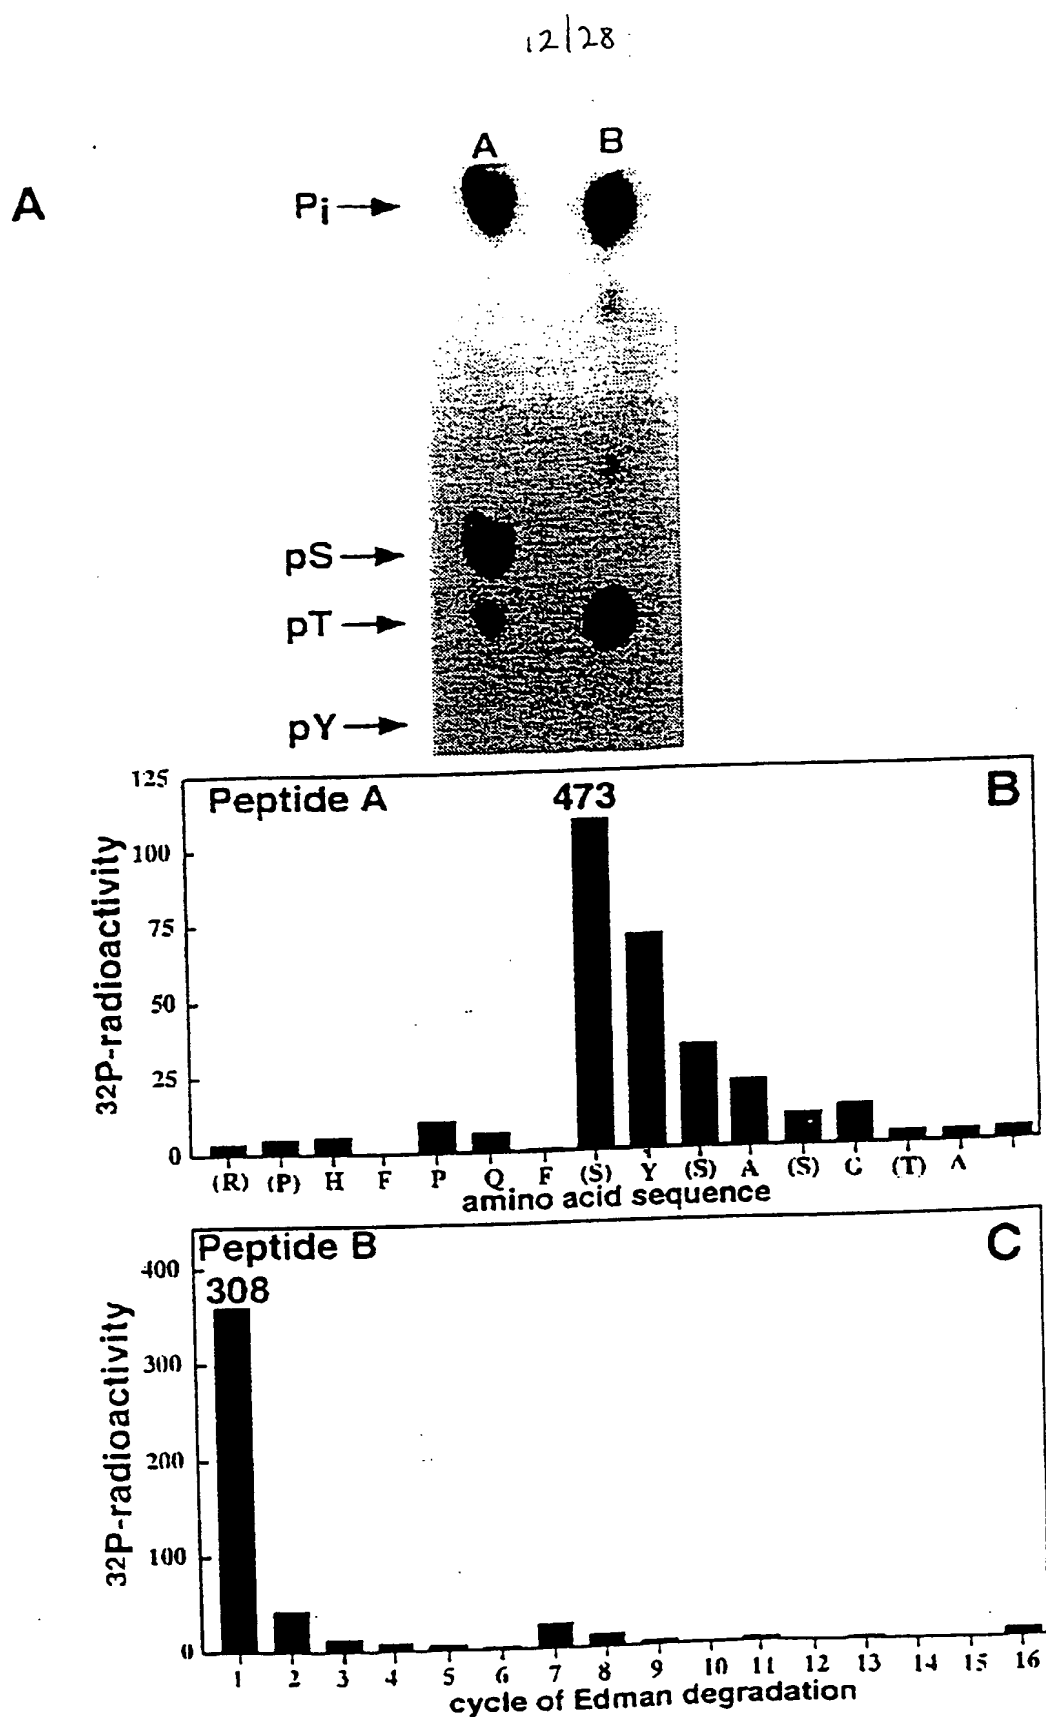 12/28
A B
A
Pi
pS
pT
pY
125
100
75
50
25
0
32P-radioactivity
Peptide A
473
B
(R) (P) H F P Q F (S) Y (S) A (S) G (T) A
amino acid sequence
Peptide B
C
308
400
300
200
100
0
32P-radioactivity
1 2 3 4 5 6 7 8 9 10 11 12 13 14 15 16
cycle of Edman degradation